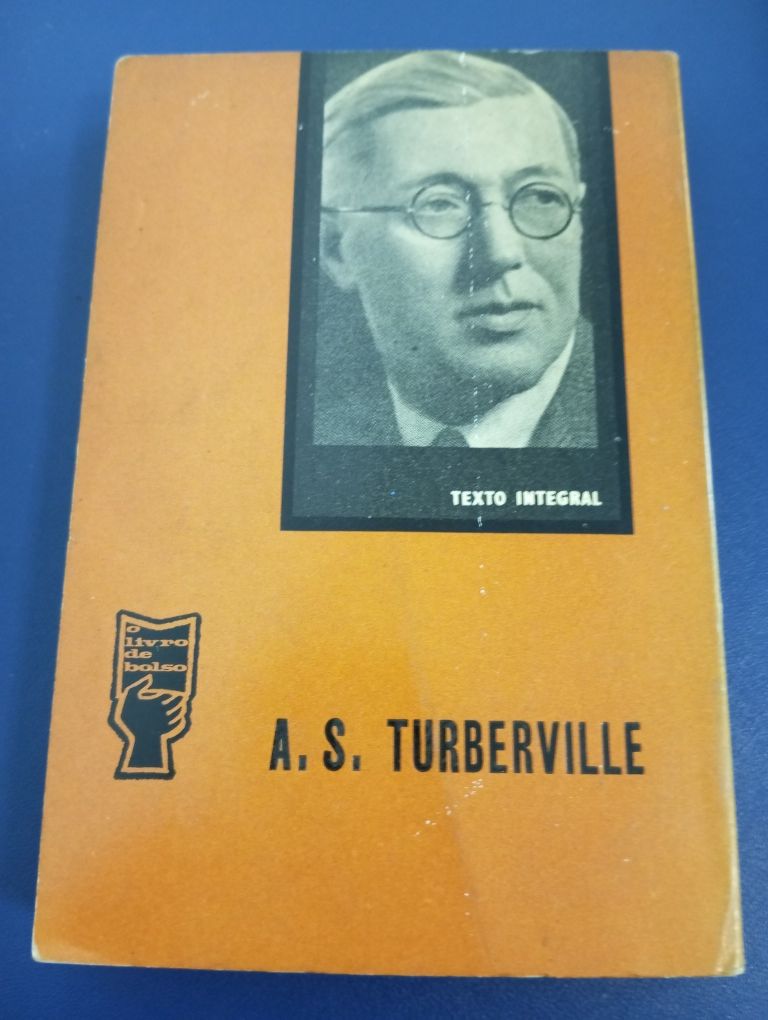 TEXTO INTEGRAL
o
livro
de
bolso
A. S. TURBERVILLE